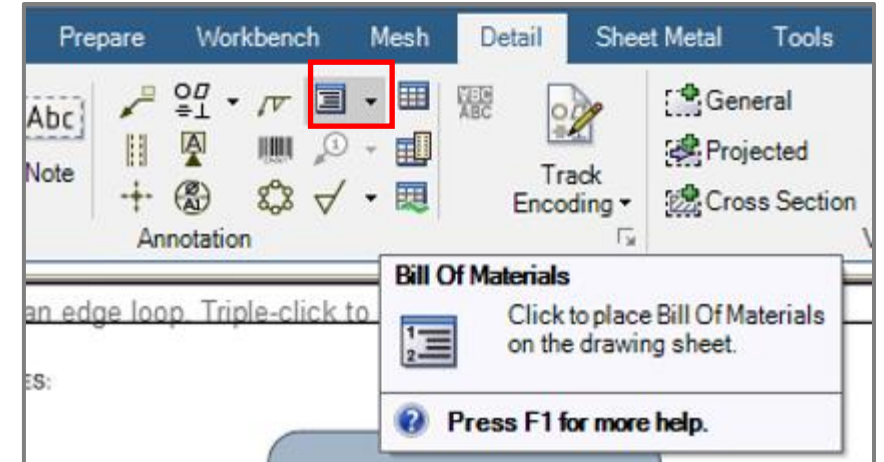 Prepare Workbench Mesh Detail Sheet Metal Tools
Abc
Note
Annotation
ABC
Track
Encoding
General
Projected
Cross Section
Bill Of Materials
Click to place Bill Of Materials
on the drawing sheet.
Press F1 for more help.
an edge loop. Triple-click to
ES: